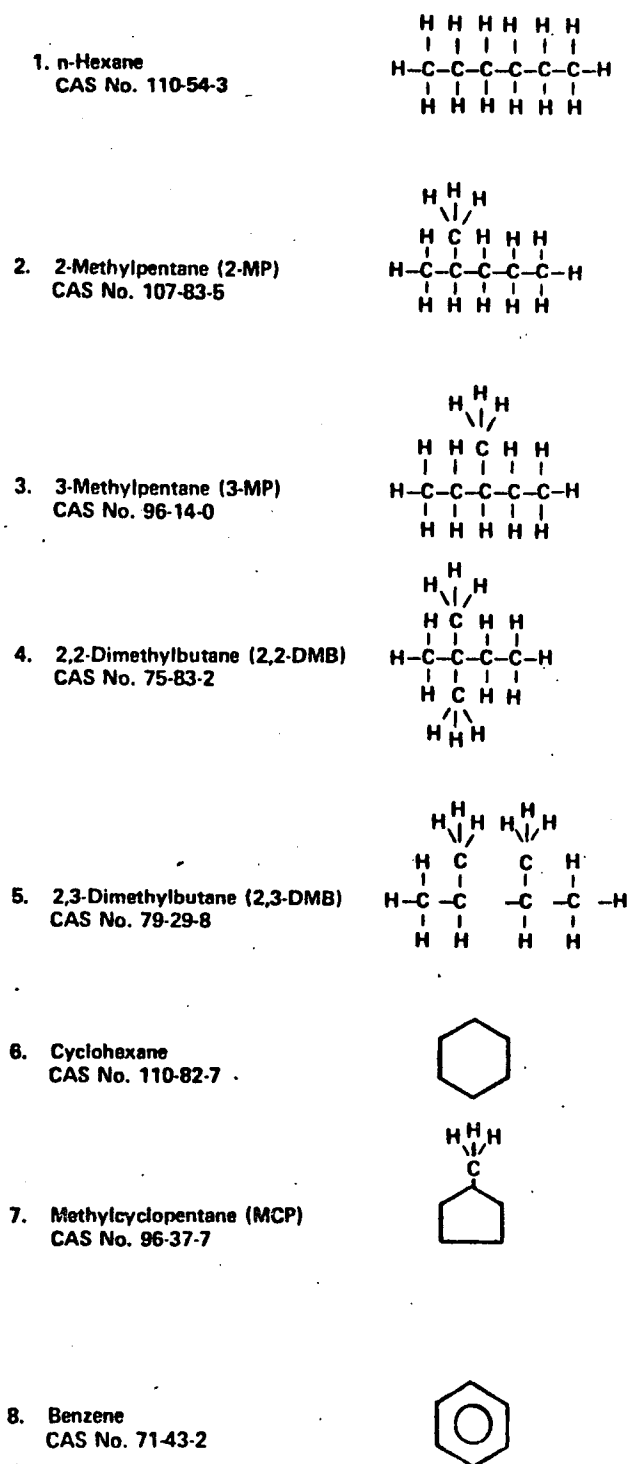 1. n-Hexane
CAS No. 110-54-3
H H H H H H
H-C-C-C-C-C-C-H
H H H H H H
2. 2-Methylpentane (2-MP)
CAS No. 107-83-5
H H H
H C H H H
H-C-C-C-C-C-H
H H H H H
3. 3-Methylpentane (3-MP)
CAS No. 96-14-0
H H H
H H C H H
H-C-C-C-C-C-H
H H H H H
4. 2,2-Dimethylbutane (2,2-DMB)
CAS No. 75-83-2
H H H
H C H H
H-C-C-C-C-H
H C H H
H H H
5. 2,3-Dimethylbutane (2,3-DMB)
CAS No. 79-29-8
H H H H H H
H C C H
H-C -C -C -C -H
H H H H
6. Cyclohexane
CAS No. 110-82-7
7. Methylcyclopentane (MCP)
CAS No. 96-37-7
H H H
C
8. Benzene
CAS No. 71-43-2